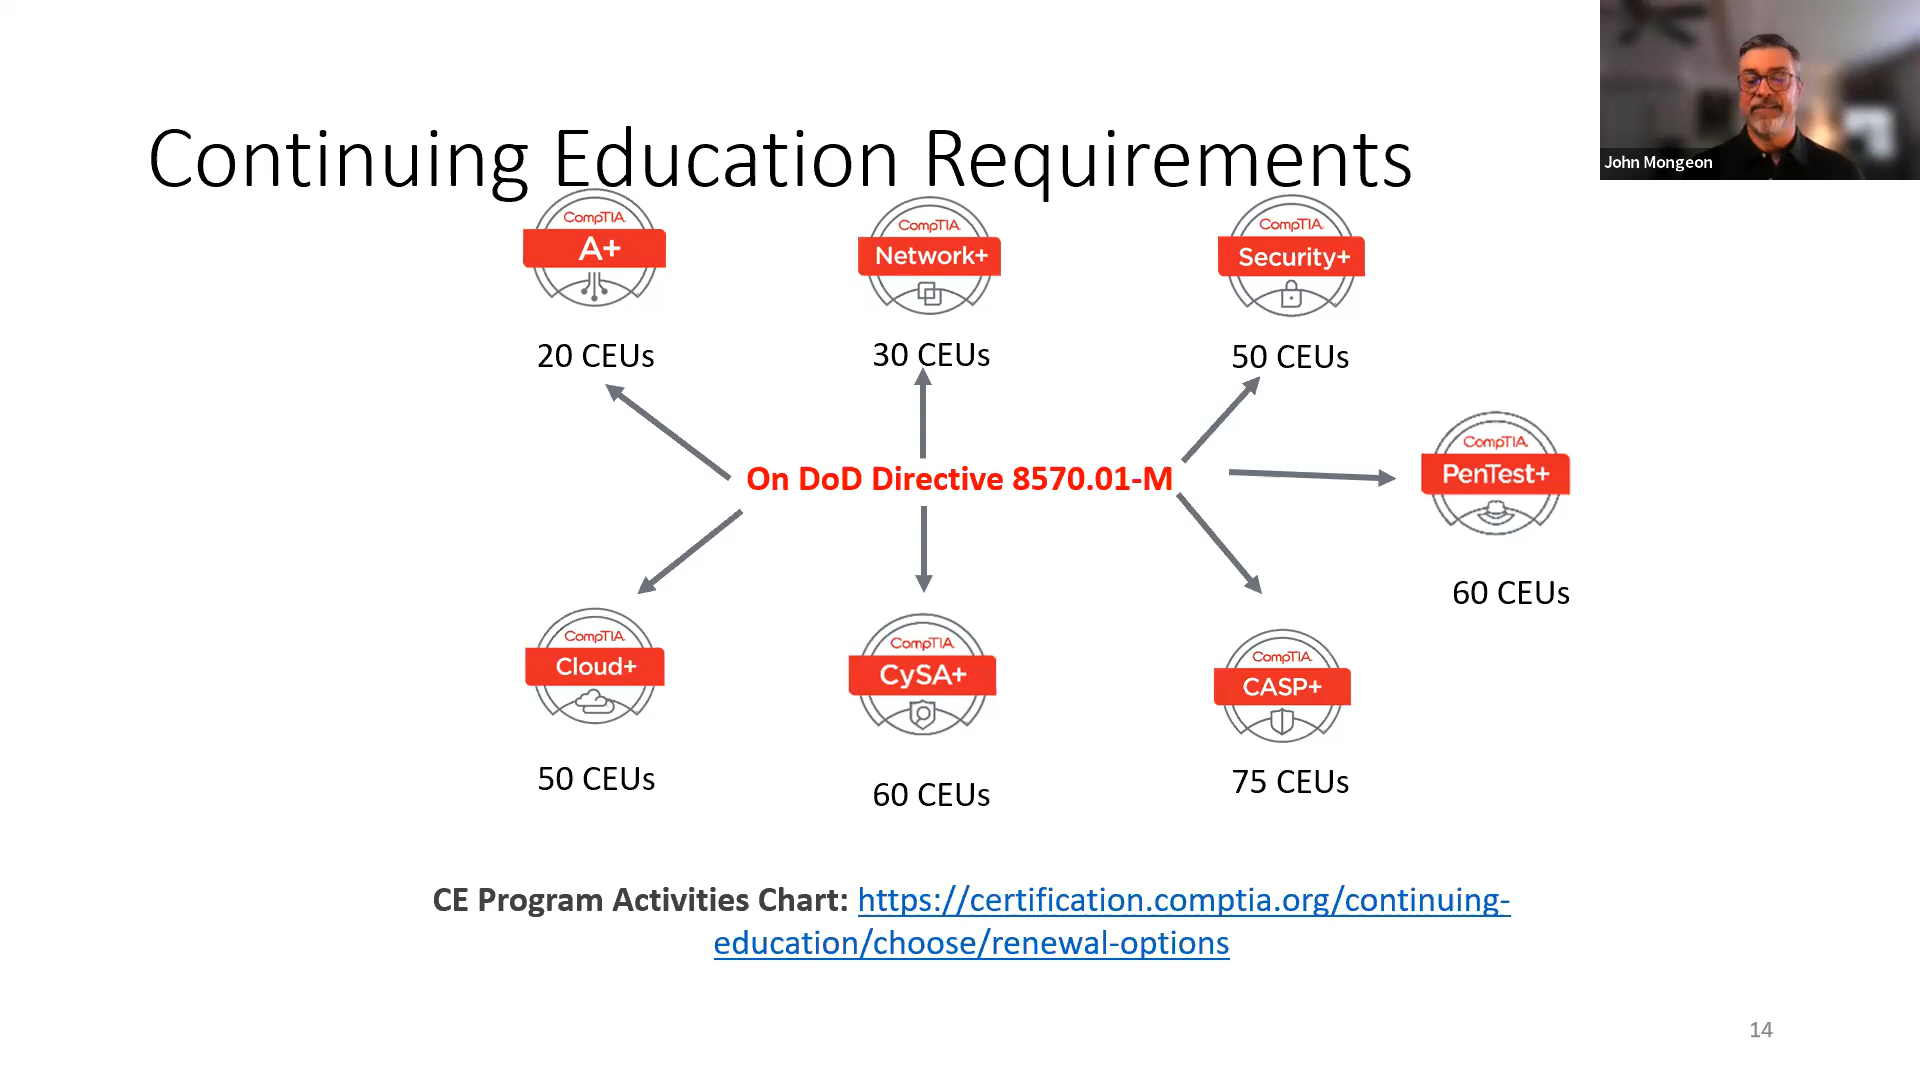 Continuing Education Requirements
John Mongeon
CompTIA
A+
20 CEUs
CompTIA
Network+
30 CEUs
CompTIA
Security+
50 CEUs
On DoD Directive 8570.01-M
CompTIA
PenTest+
60 CEUs
CompTIA
Cloud+
50 CEUs
CompTIA
CySA+
60 CEUs
CompTIA
CASP+
75 CEUs
CE Program Activities Chart: https://certification.comptia.org/continuing-
education/choose/renewal-options
14